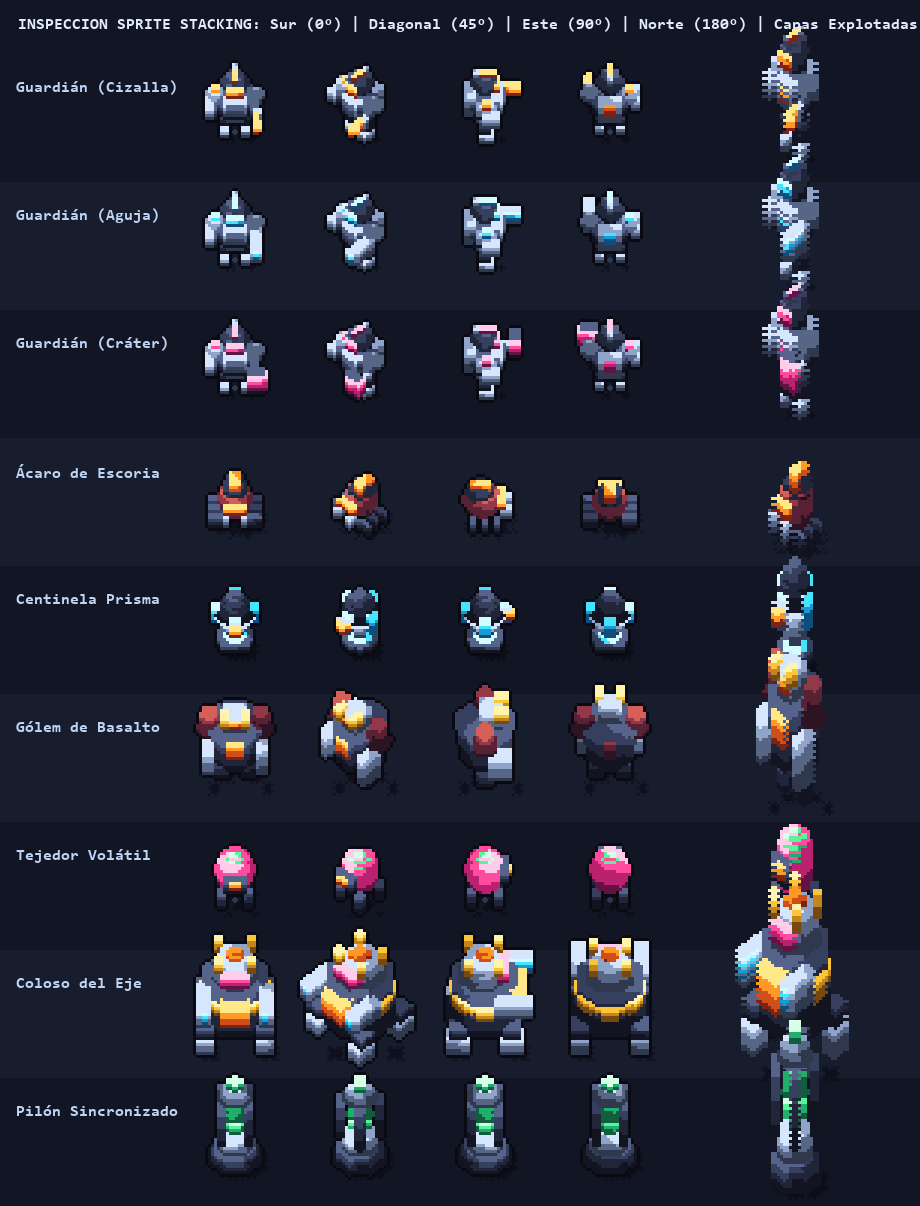 INSPECCION SPRITE STACKING: Sur (0º) | Diagonal (45º) | Este (90º) | Norte (180º) | Capas Explotadas
Guardián (Cizalla)
Guardián (Aguja)
Guardián (Cráter)
Ácaro de Escoria
Centinela Prisma
Gólem de Basalto
Tejedor Volátil
Coloso del Eje
Pilón Sincronizado